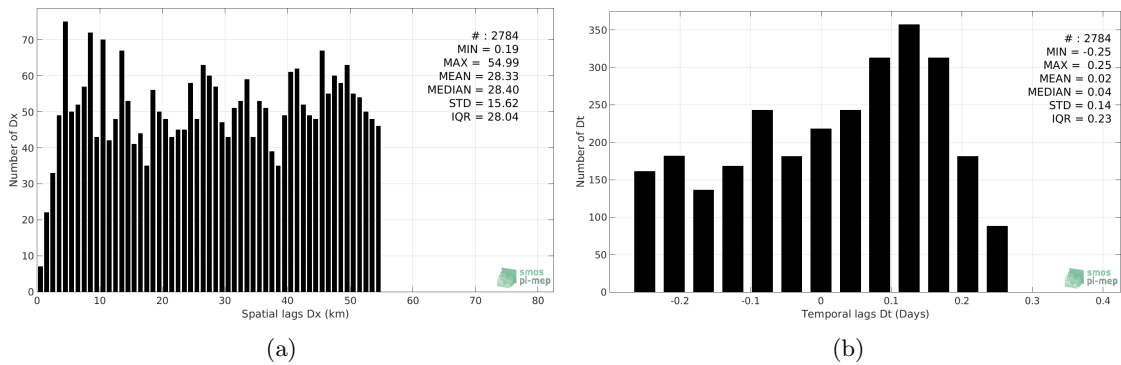 70
60
50
40
30
20
10
0
Number of Dx
# : 2784
MIN = 0.19
MAX = 54.99
MEAN = 28.33
MEDIAN = 28.40
STD = 15.62
IQR = 28.04
smos
pi-mep
0 10 20 30 40 50 60 70 80
Spatial lags Dx (km)
(a)
350
300
250
200
150
100
50
0
Number of Dt
# : 2784
MIN = -0.25
MAX = 0.25
MEAN = 0.02
MEDIAN = 0.04
STD = 0.14
IQR = 0.23
smos
pi-mep
-0.2 -0.1 0 0.1 0.2 0.3 0.4
Temporal lags Dt (Days)
(b)